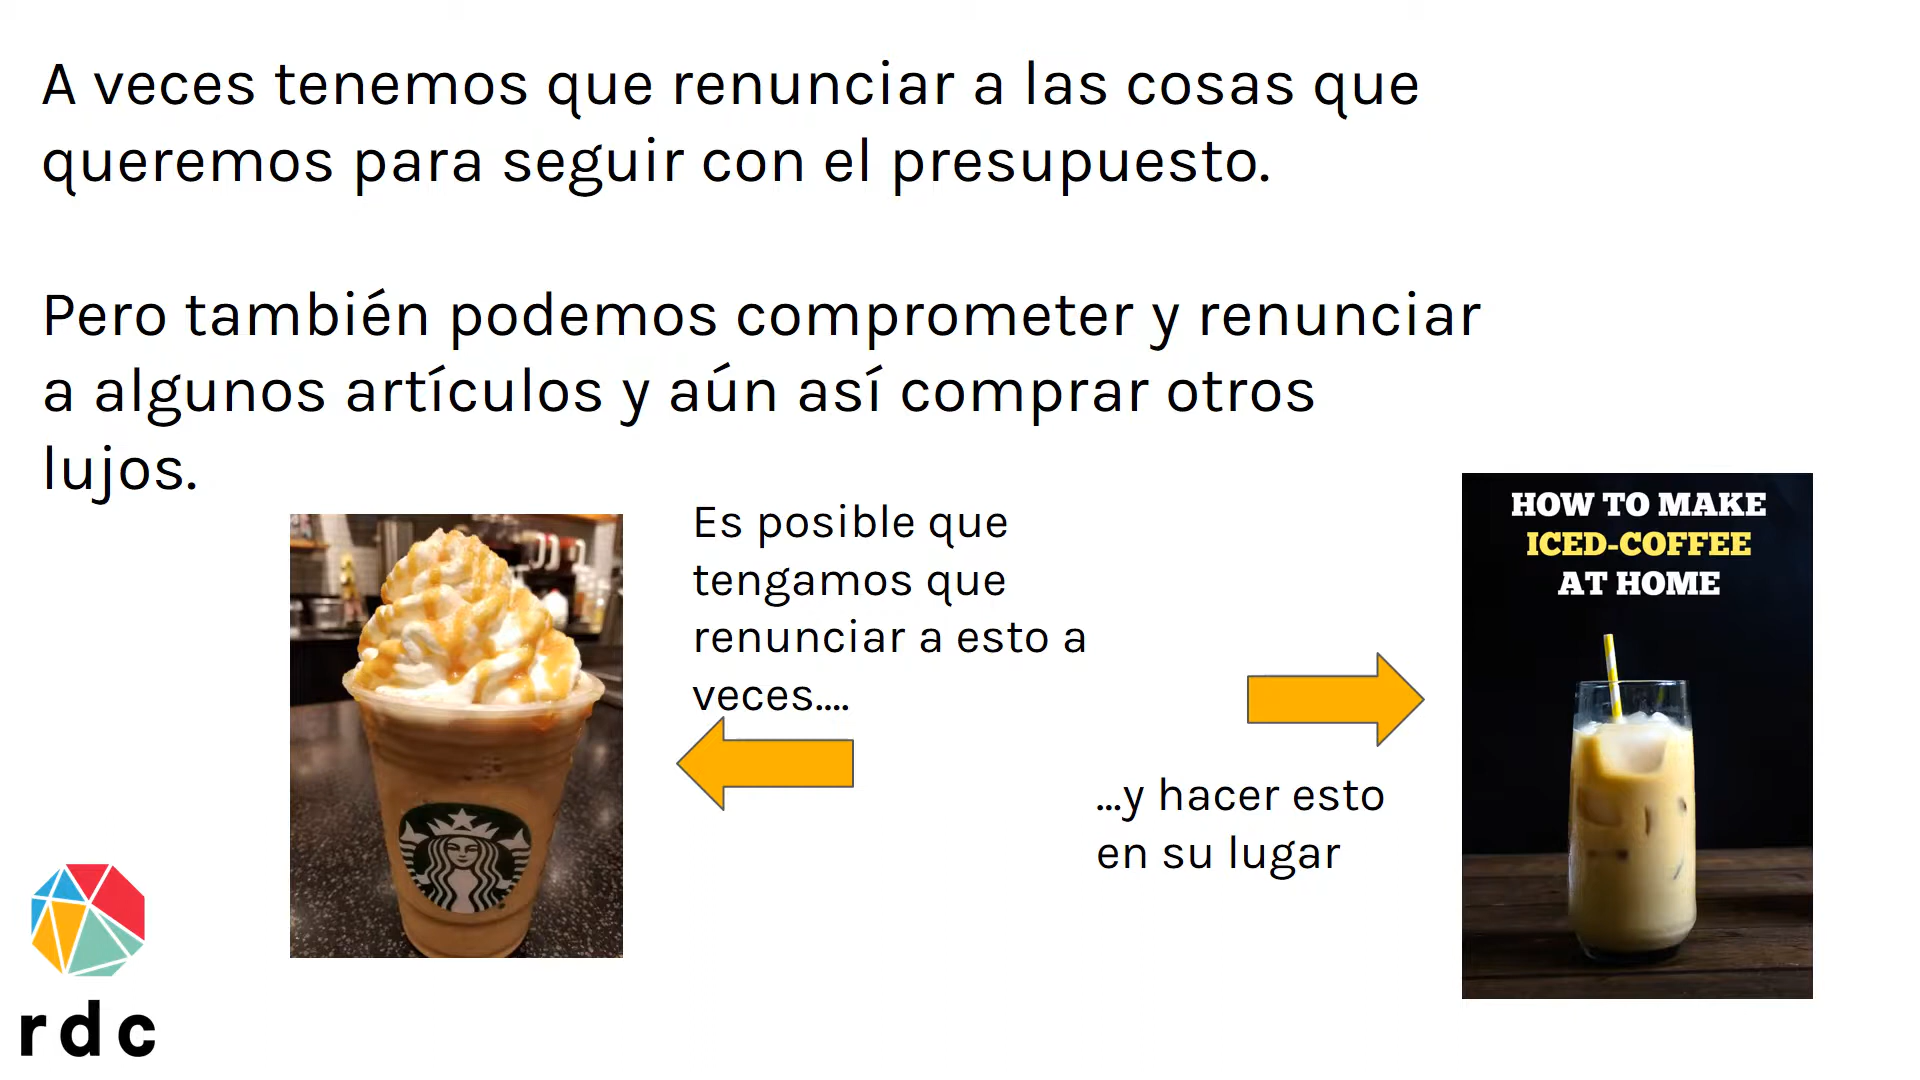 A veces tenemos que renunciar a las cosas que
queremos para seguir con el presupuesto.
Pero también podemos comprometer y renunciar
a algunos artículos y aún así comprar otros
lujos.
Es posible que
tengamos que
renunciar a esto a
veces....
...y hacer esto
en su lugar
HOW TO MAKE
ICED-COFFEE
AT HOME
rdc